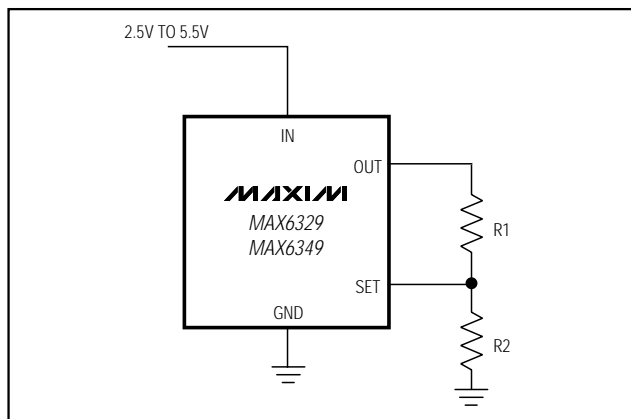 2.5V TO 5.5V
IN
OUT
MAXIM
MAX6329
MAX6349
R1
SET
GND
R2